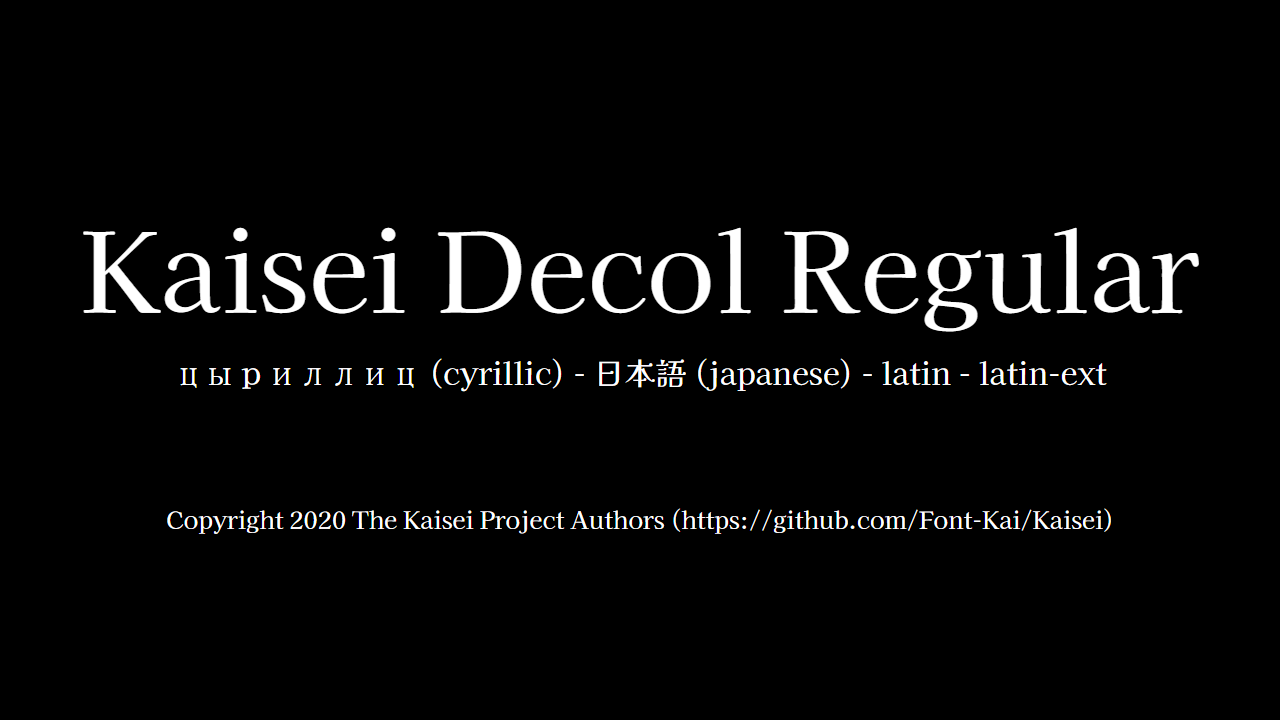 Kaisei Decol Regular
цыриллиц (cyrillic) - 日本語 (japanese) - latin - latin-ext
Copyright 2020 The Kaisei Project Authors (https://github.com/Font-Kai/Kaisei)